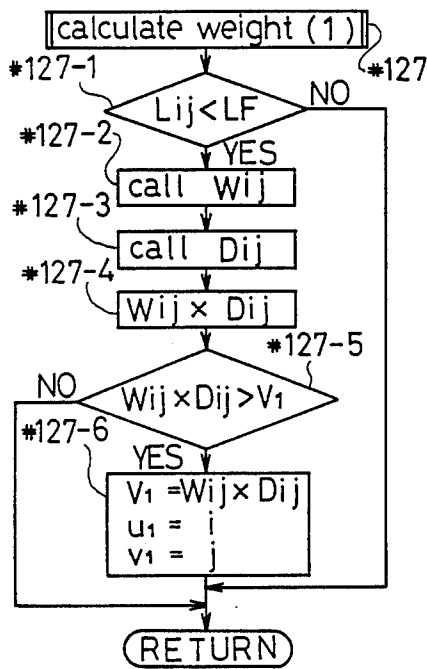 calculate weight (1)
*127
*127-1
Lij<LF
NO
*127-2
YES
call Wij
*127-3
call Dij
*127-4
Wij × Dij
*127-5
NO
Wij×Dij>V1
*127-6
YES
V1 =Wij×Dij
u1 = i
v1 = j
RETURN